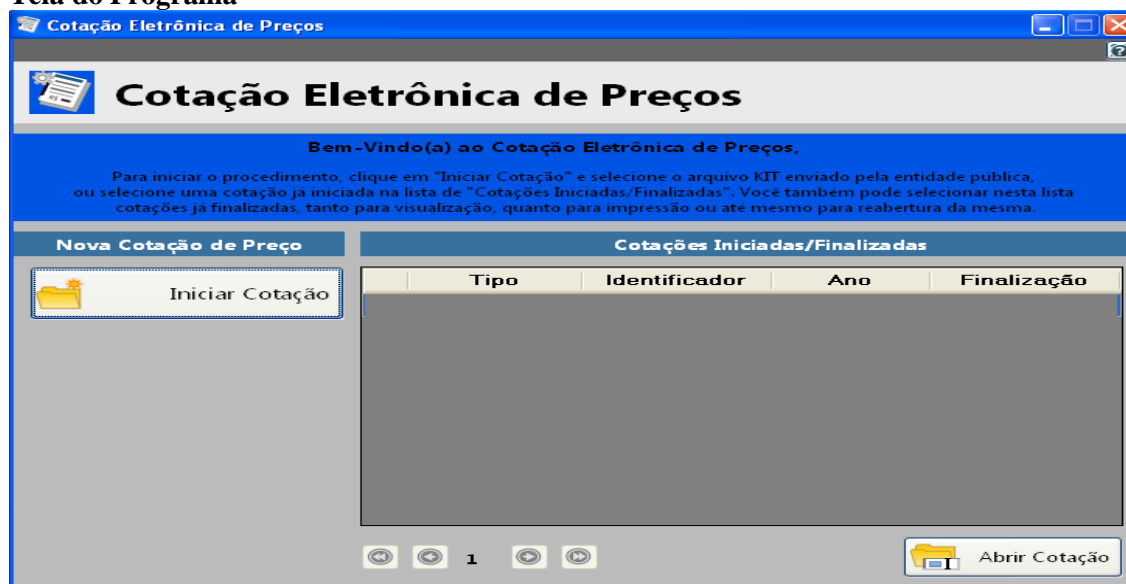 Tela do Programa
Cotação Eletrônica de Preços
Cotação Eletrônica de Preços
Bem-Vindo(a) ao Cotação Eletrônica de Preços,
Para iniciar o procedimento, clique em "Iniciar Cotação" e selecione o arquivo KIT enviado pela entidade pública,
ou selecione uma cotação já iniciada na lista de "Cotações Iniciadas/Finalizadas". Você também pode selecionar nesta lista
cotações já finalizadas, tanto para visualização, quanto para impressão ou até mesmo para reabertura da mesma.
Nova Cotação de Preço
Cotações Iniciadas/Finalizadas
Iniciar Cotação
Tipo Identificador Ano Finalização
1
Abrir Cotação